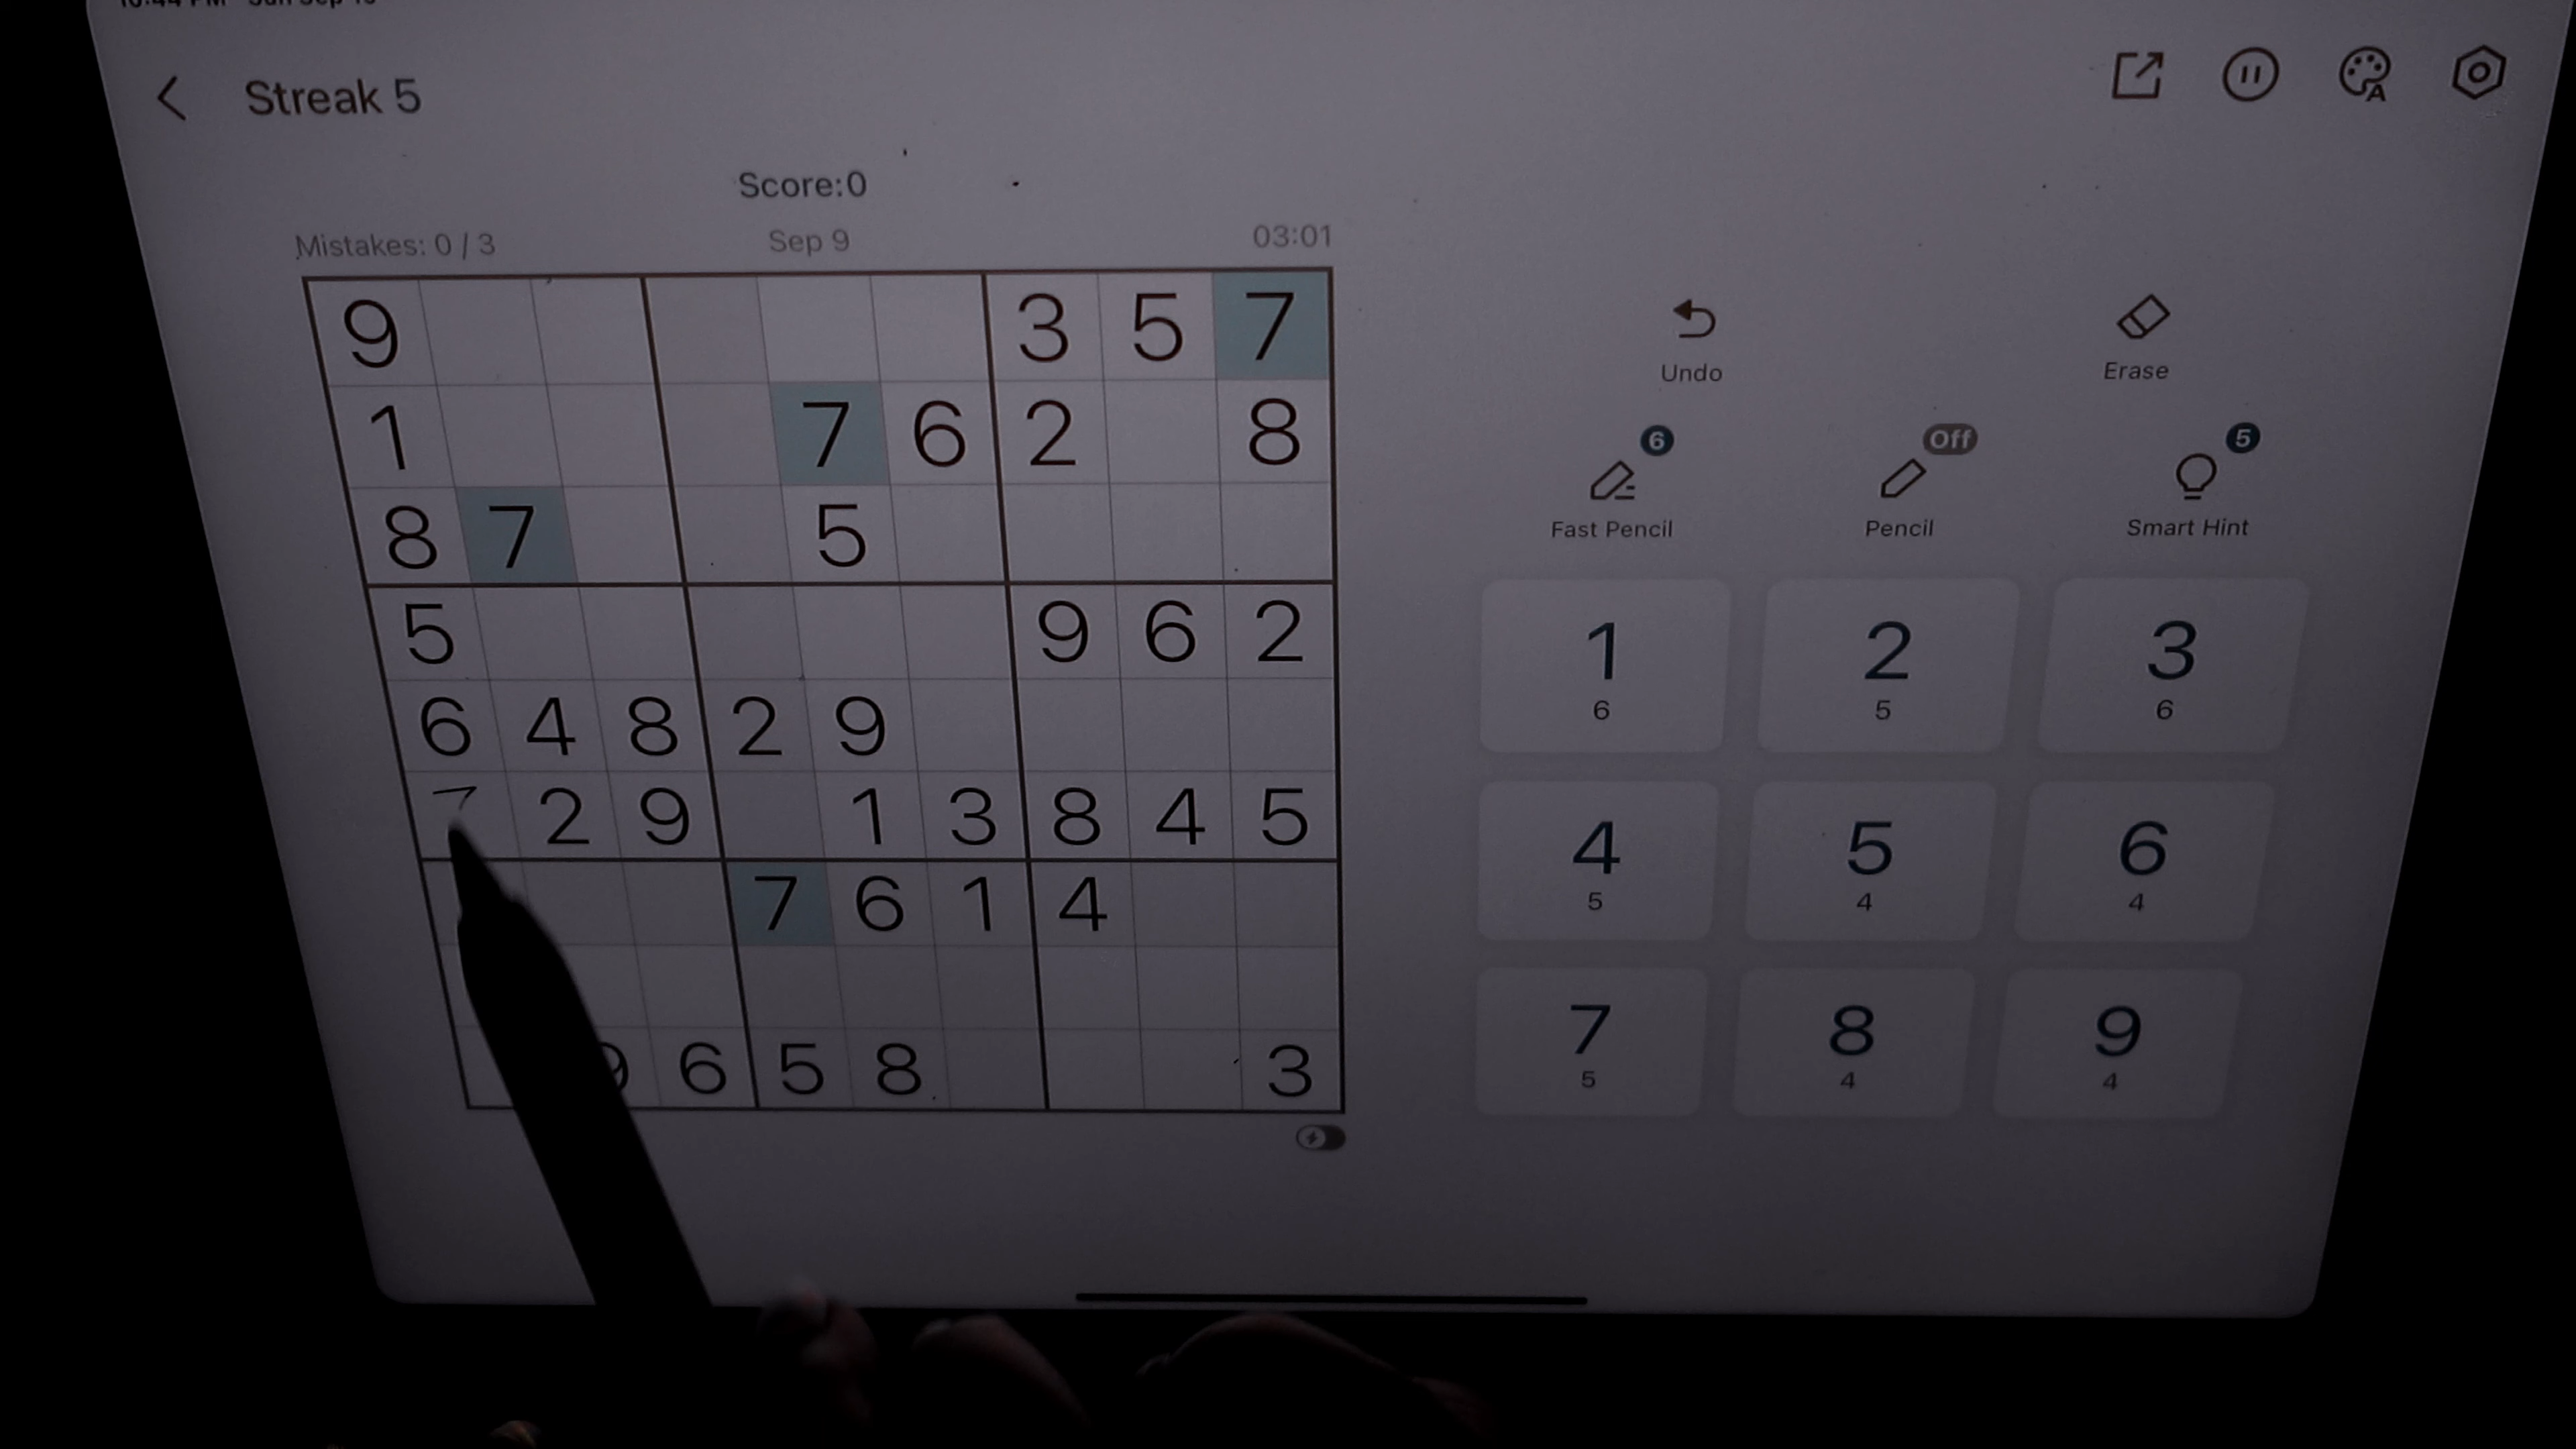 Streak 5
Score:0
Mistakes: 0 / 3 Sep 9 03:01
9 3 5 7
1 7 6 2 8
8 7 5
5 9 6 2
6 4 8 2 9
7 2 9 1 3 8 4 5
7 6 1 4
9 6 5 8 3
Undo Erase
6 Off 5
Fast Pencil Pencil Smart Hint
1 2 3
6 5 6
4 5 6
5 4 4
7 8 9
5 4 4